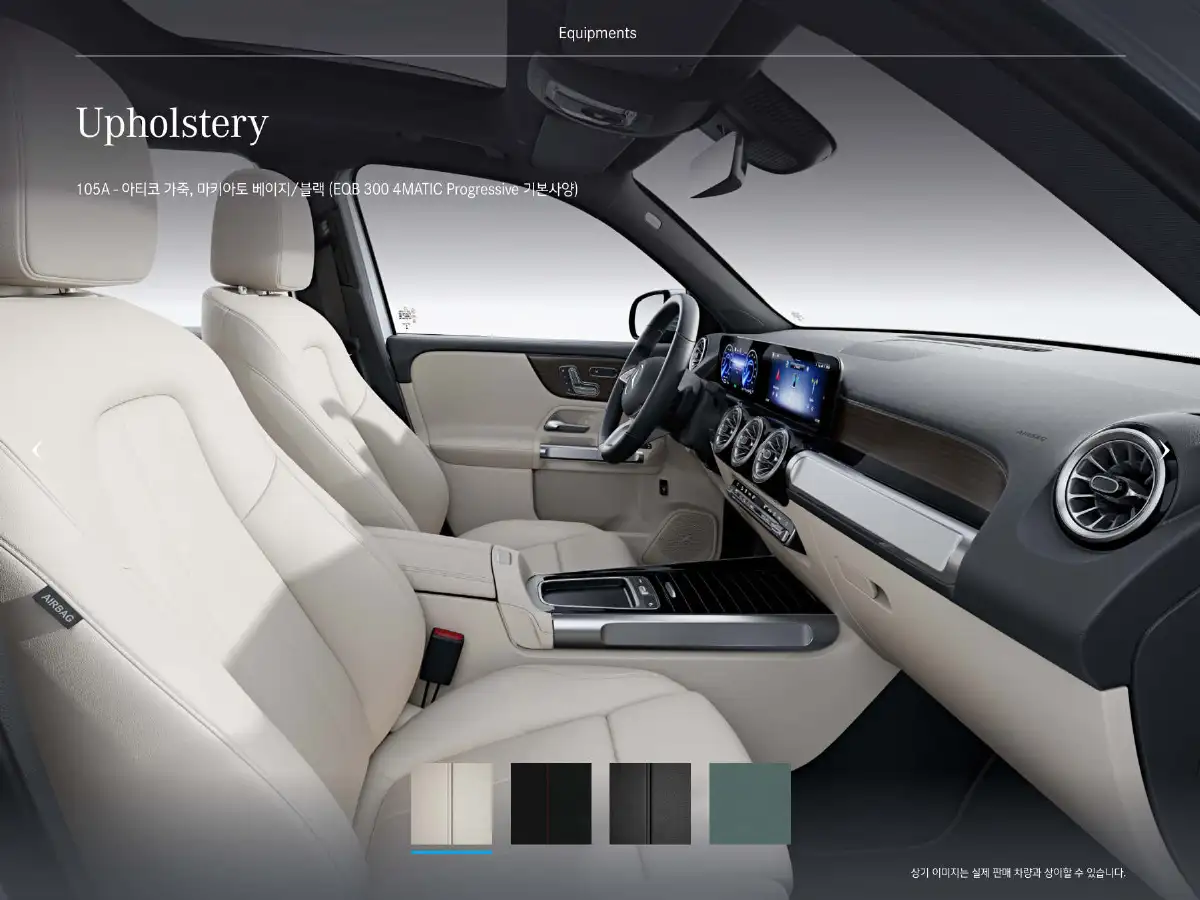 Equipments
Upholstery
105A - 아티코 가죽, 마키아토 베이지/블랙 (EQB 300 4MATIC Progressive 기본사양)
AIRBAG
AIRBAG
상기 이미지는 실제 판매 차량과 상이할 수 있습니다.